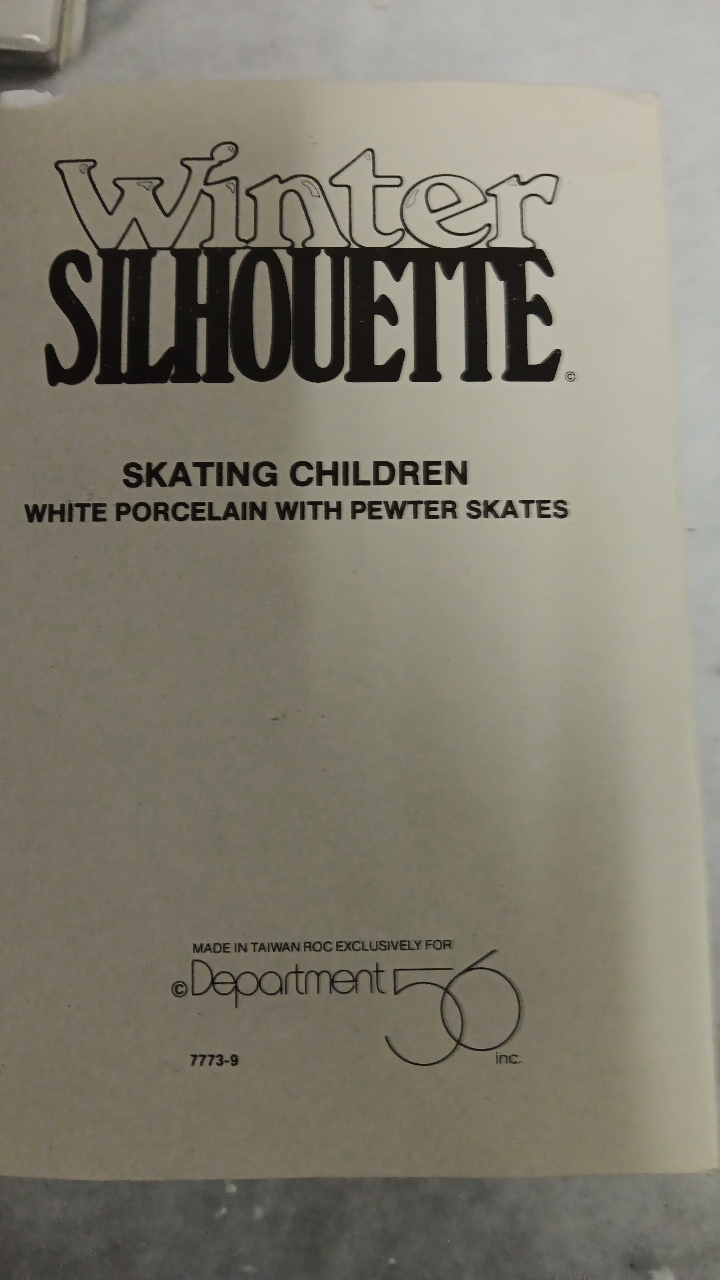 Winter
SILHOUETTE ©
SKATING CHILDREN
WHITE PORCELAIN WITH PEWTER SKATES
MADE IN TAIWAN ROC EXCLUSIVELY FOR
©Department 56
inc.
7773-9